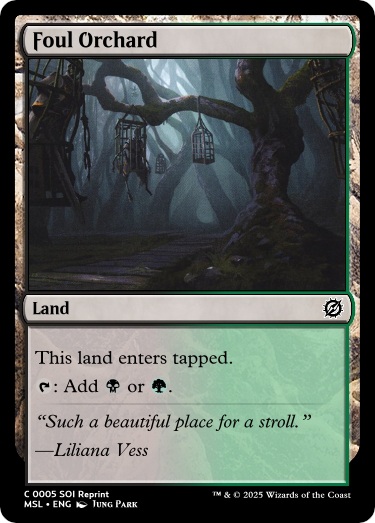 Foul Orchard
Land
This land enters tapped.
: Add or .
“Such a beautiful place for a stroll.”
—Liliana Vess
C 0005 SOI Reprint
MSL • ENG Jung Park
™ & © 2025 Wizards of the Coast